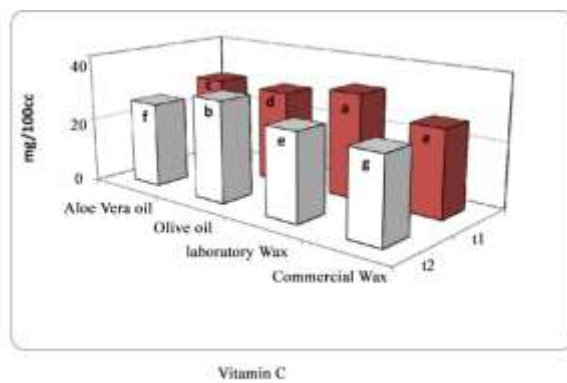 mg/100cc
40
20
0
c
d
a
e
f
b
e
g
Aloe Vera oil
Olive oil
laboratory Wax
Commercial Wax
t2
t1
Vitamin C